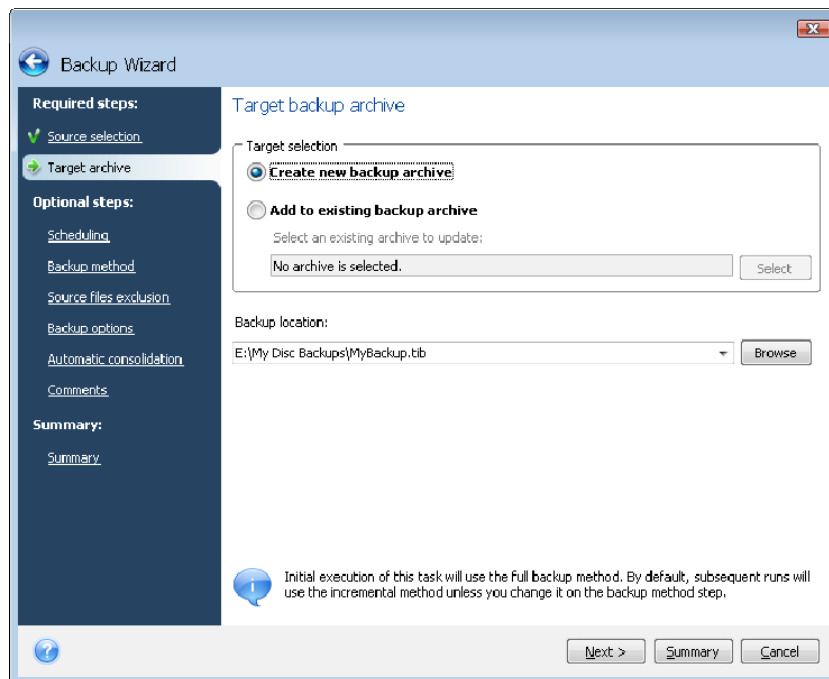 Backup Wizard
Required steps:
Source selection
Target archive
Optional steps:
Scheduling
Backup method
Source files exclusion
Backup options
Automatic consolidation
Comments
Summary:
Summary
Target backup archive
Target selection
Create new backup archive
Add to existing backup archive
Select an existing archive to update:
No archive is selected.
Select
Backup location:
E:\My Disc Backups\MyBackup.tib
Browse
Initial execution of this task will use the full backup method. By default, subsequent runs will
use the incremental method unless you change it on the backup method step.
Next >
Summary
Cancel